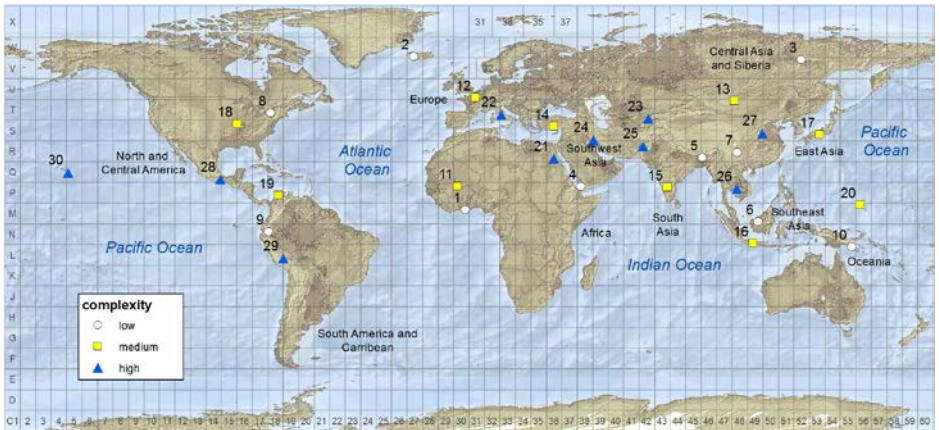 X
31 33 35 37
W
2
Central Asia
and Siberia
3
V
U
12
13
8
Europe
22
T
18
14
23
27
17
Pacific
Ocean
S
24
25
7
Atlantic
Ocean
21
Southwest
Asia
5
East Asia
R
30
North and
Central America
28
Q
4
26
P
19
11
15
20
M
1
South
Asia
6
Southeast
Asia
9
Africa
16
10
N
Pacific Ocean
29
Indian Ocean
Oceania
L
K
complexity
J
low
H
medium
South America and
Carribean
G
high
F
E
D
C1 2 3 4 5 6 7 8 9 10 11 12 13 14 15 16 17 18 19 20 21 22 23 24 25 26 27 28 29 30 31 32 33 34 35 36 37 38 39 40 41 42 43 44 45 46 47 48 49 50 51 52 53 54 55 56 57 58 59 60